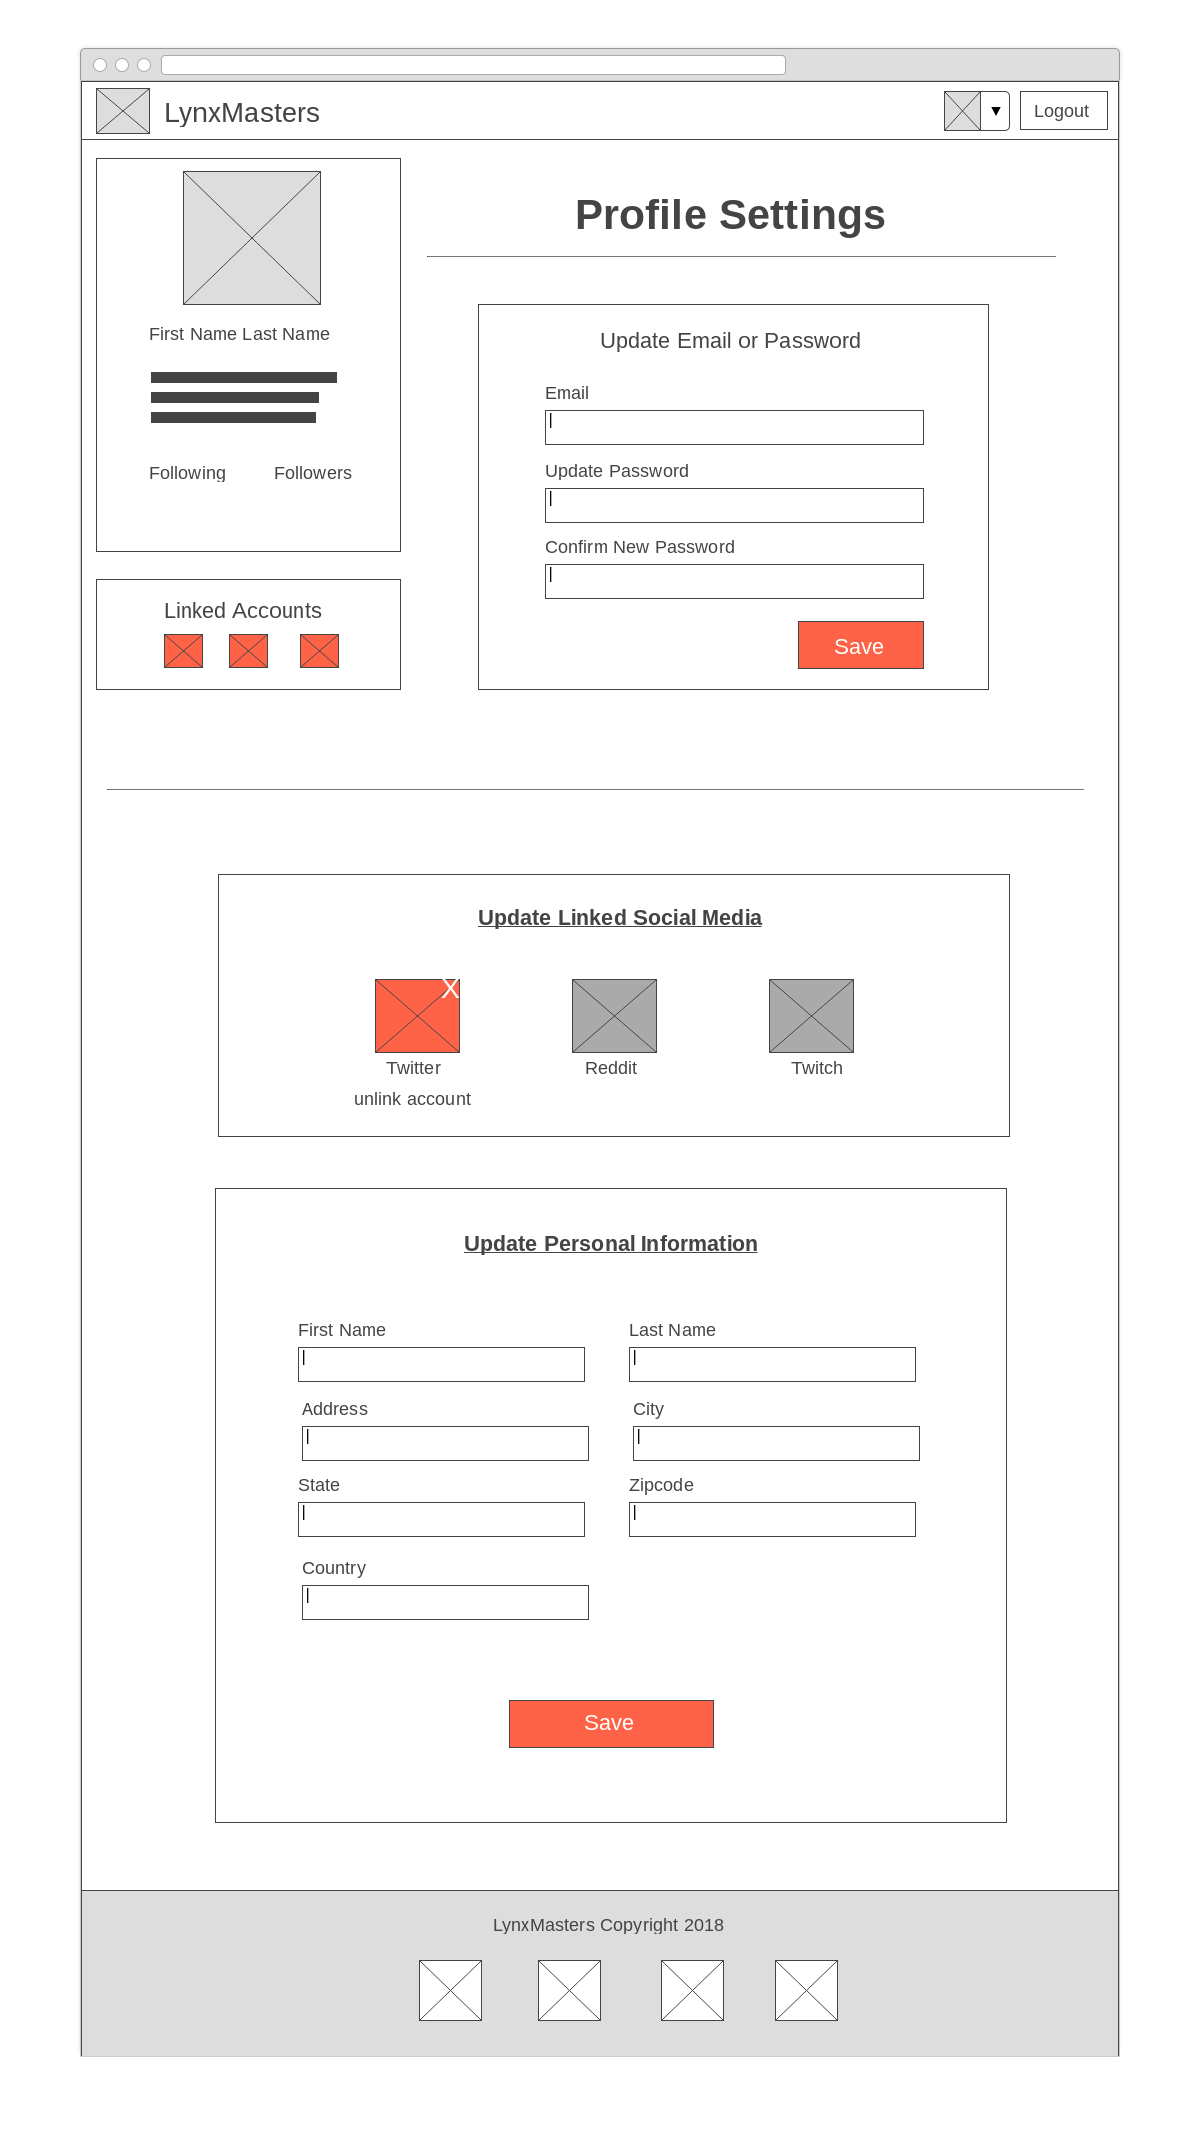 LynxMasters
Logout
Profile Settings
First Name Last Name
Following Followers
Linked Accounts
Update Email or Password
Email
Update Password
Confirm New Password
Save
Update Linked Social Media
X
Twitter Reddit Twitch
unlink account
Update Personal Information
First Name Last Name
Address City
State Zipcode
Country
Save
LynxMasters Copyright 2018